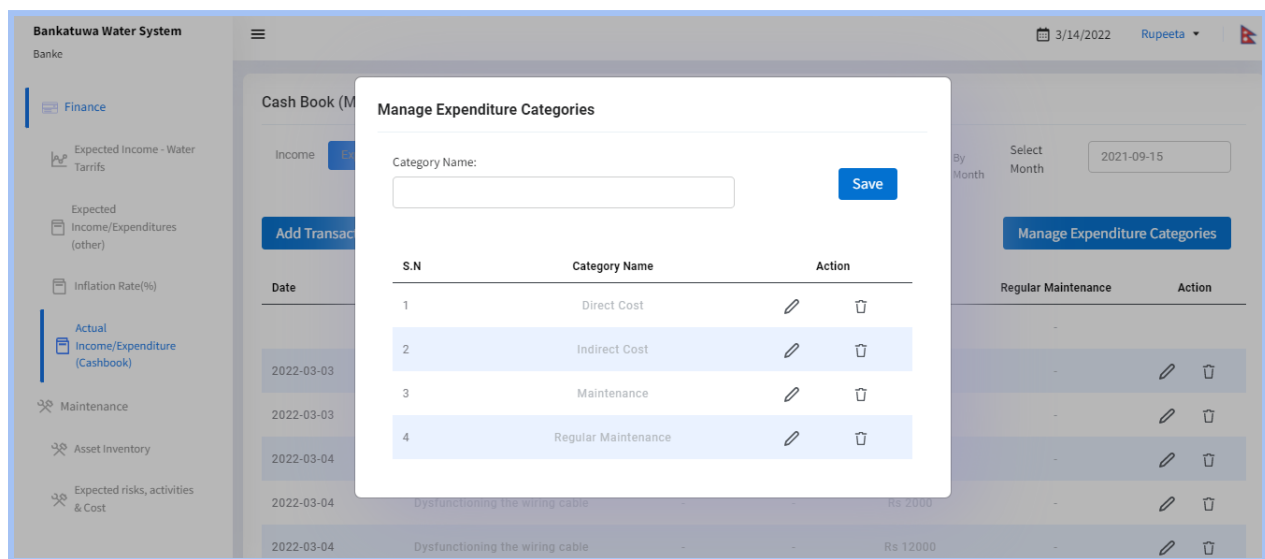 Bankatuwa Water System
Banke
3/14/2022 Rupeeta
Finance
Expected Income - Water
Tarrifs
Expected
Income/Expenditures
(other)
Inflation Rate(%)
Actual
Income/Expenditure
(Cashbook)
Maintenance
Asset Inventory
Expected risks, activities
& Cost
Cash Book (M
Income Ex
By
Month
Select
Month
2021-09-15
Add Transac
Manage Expenditure Categories
Date Regular Maintenance Action
-
2022-03-03 -
2022-03-03 -
2022-03-04 -
2022-03-04 Dysfunctioning the wiring cable - Rs 2000 -
2022-03-04 Dysfunctioning the wiring cable - - Rs 12000 -
Manage Expenditure Categories
Category Name:
Save
S.N Category Name Action
1 Direct Cost
2 Indirect Cost
3 Maintenance
4 Regular Maintenance